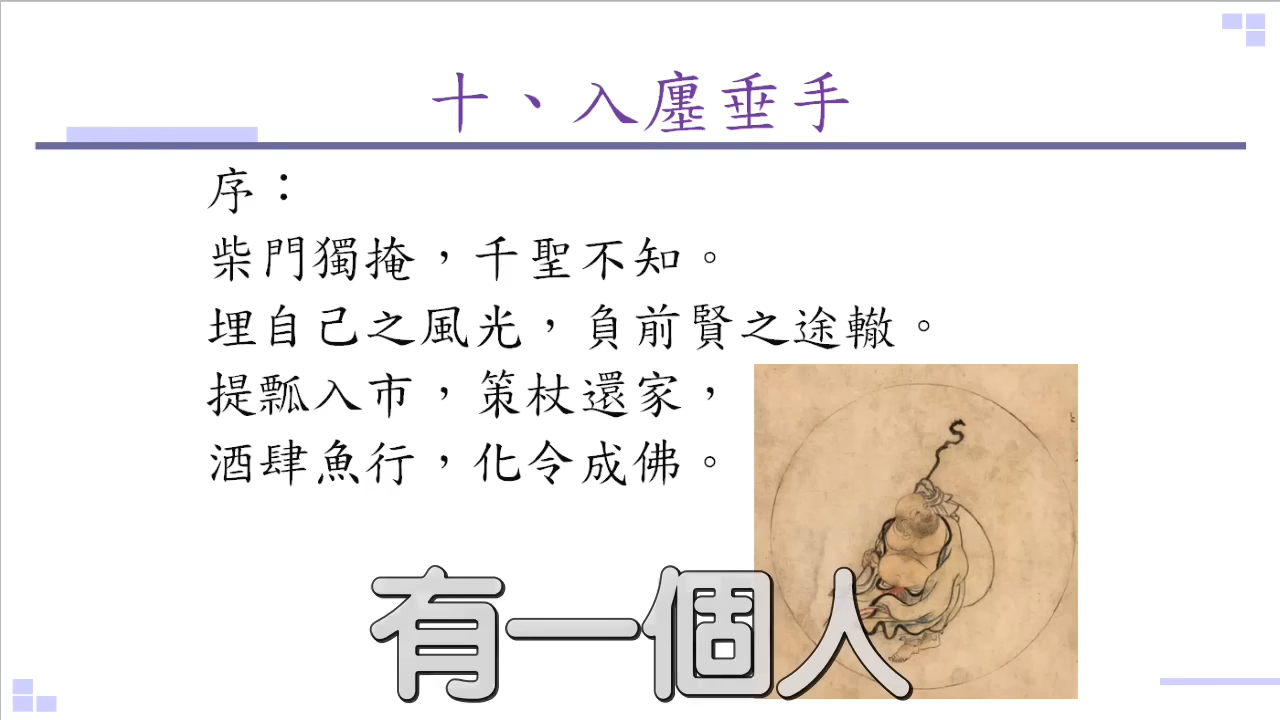 十、入廛垂手
序：
柴門獨掩，千聖不知。
埋自己之風光，負前賢之途轍。
提瓢入市，策杖還家，
酒肆魚行，化令成佛。
有一個人